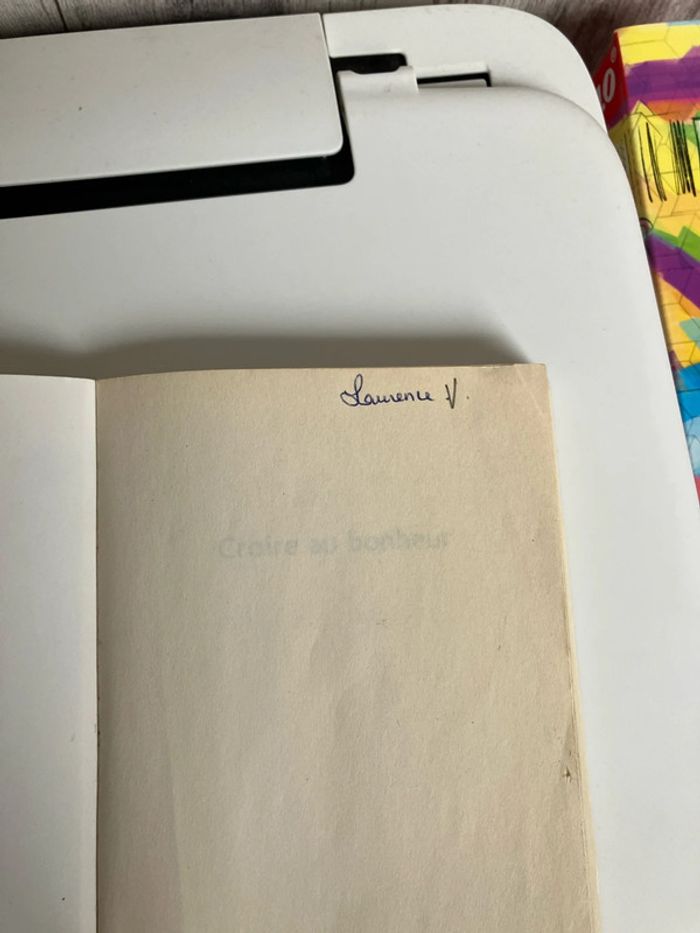 Laurence V.
Croire au bonheur